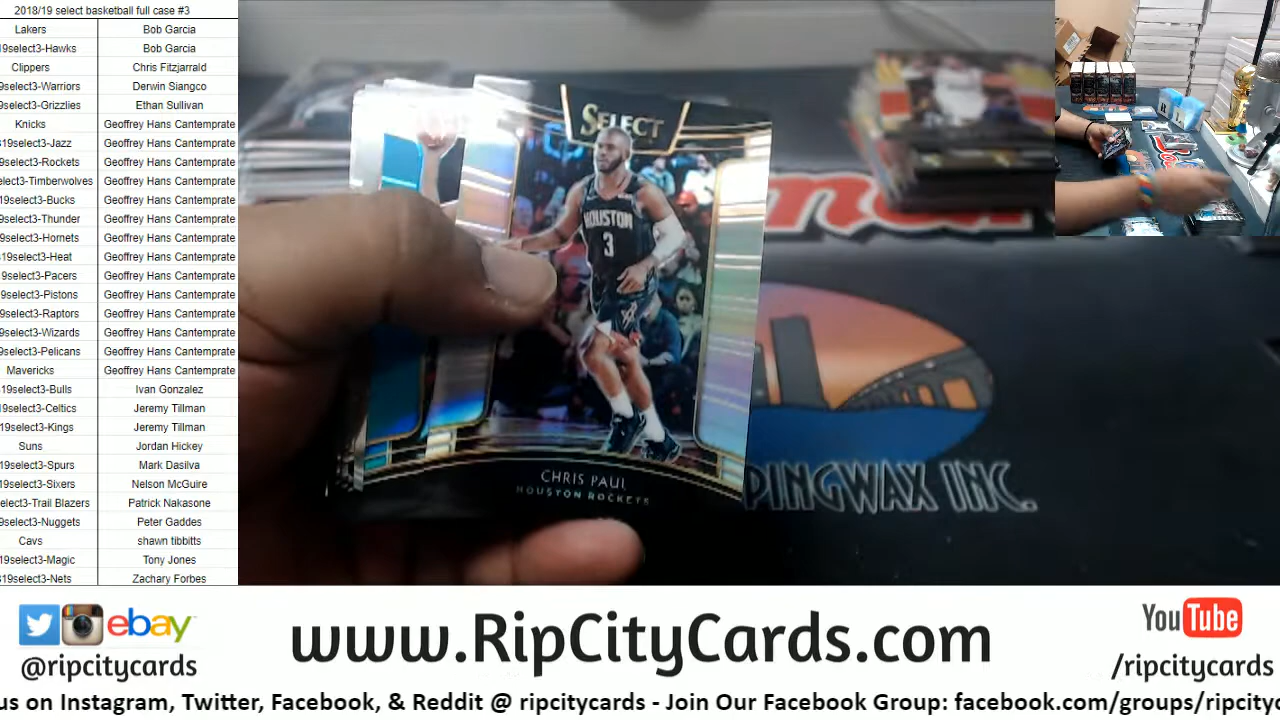 2018/19 select basketball full case #3
Lakers Bob Garcia
19select3-Hawks Bob Garcia
Clippers Chris Fitzjarrald
9select3-Warriors Derwin Siangco
9select3-Grizzlies Ethan Sullivan
Knicks Geoffrey Hans Cantemprate
19select3-Jazz Geoffrey Hans Cantemprate
9select3-Rockets Geoffrey Hans Cantemprate
elect3-Timberwolves Geoffrey Hans Cantemprate
19select3-Bucks Geoffrey Hans Cantemprate
9select3-Thunder Geoffrey Hans Cantemprate
9select3-Hornets Geoffrey Hans Cantemprate
19select3-Heat Geoffrey Hans Cantemprate
19select3-Pacers Geoffrey Hans Cantemprate
9select3-Pistons Geoffrey Hans Cantemprate
9select3-Raptors Geoffrey Hans Cantemprate
9select3-Wizards Geoffrey Hans Cantemprate
9select3-Pelicans Geoffrey Hans Cantemprate
Mavericks Geoffrey Hans Cantemprate
19select3-Bulls Ivan Gonzalez
19select3-Celtics Jeremy Tillman
19select3-Kings Jeremy Tillman
Suns Jordan Hickey
19select3-Spurs Mark Dasilva
19select3-Sixers Nelson McGuire
select3-Trail Blazers Patrick Nakasone
9select3-Nuggets Peter Gaddes
Cavs shawn tibbitts
19select3-Magic Tony Jones
19select3-Nets Zachary Forbes
SELECT
HOUSTON
3
CHRIS PAUL
HOUSTON ROCKETS
PINGWAX INC.
ebay
@ripcitycards
www.RipCityCards.com
YouTube
/ripcitycards
us on Instagram, Twitter, Facebook, & Reddit @ ripcitycards - Join Our Facebook Group: facebook.com/groups/ripcityc